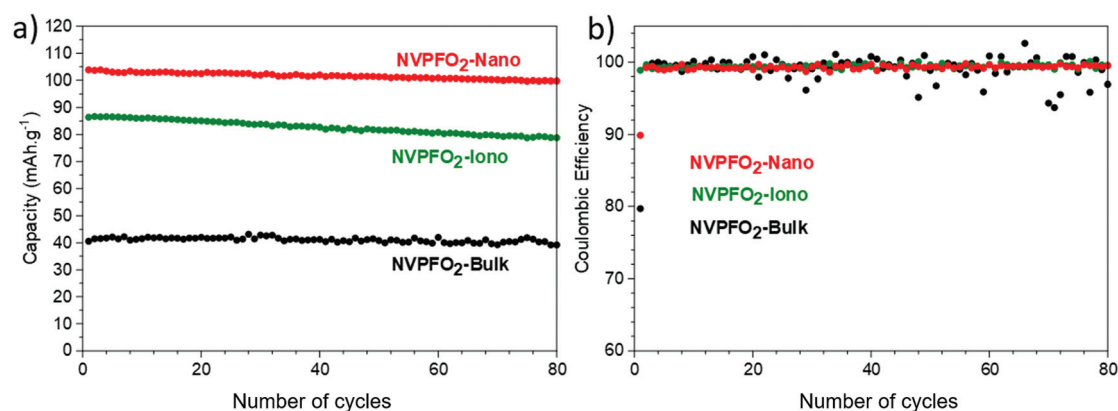 a)
Capacity (mAh.g⁻¹)
120
110
100
90
80
70
60
50
40
30
20
10
0
NVPFO₂-Nano
NVPFO₂-Iono
NVPFO₂-Bulk
0 20 40 60 80
Number of cycles
b)
Coulombic Efficiency
100
90
80
70
60
NVPFO₂-Nano
NVPFO₂-Iono
NVPFO₂-Bulk
0 20 40 60 80
Number of cycles